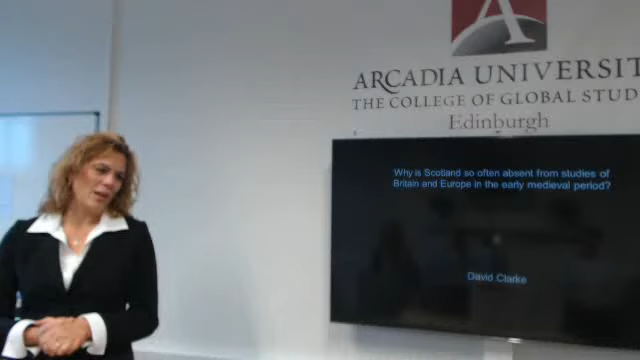 A
ARCADIA UNIVERSIT
THE COLLEGE OF GLOBAL STUD
Edinburgh
Why is Scotland so often absent from studies of
Britain and Europe in the early medieval period?
David Clarke